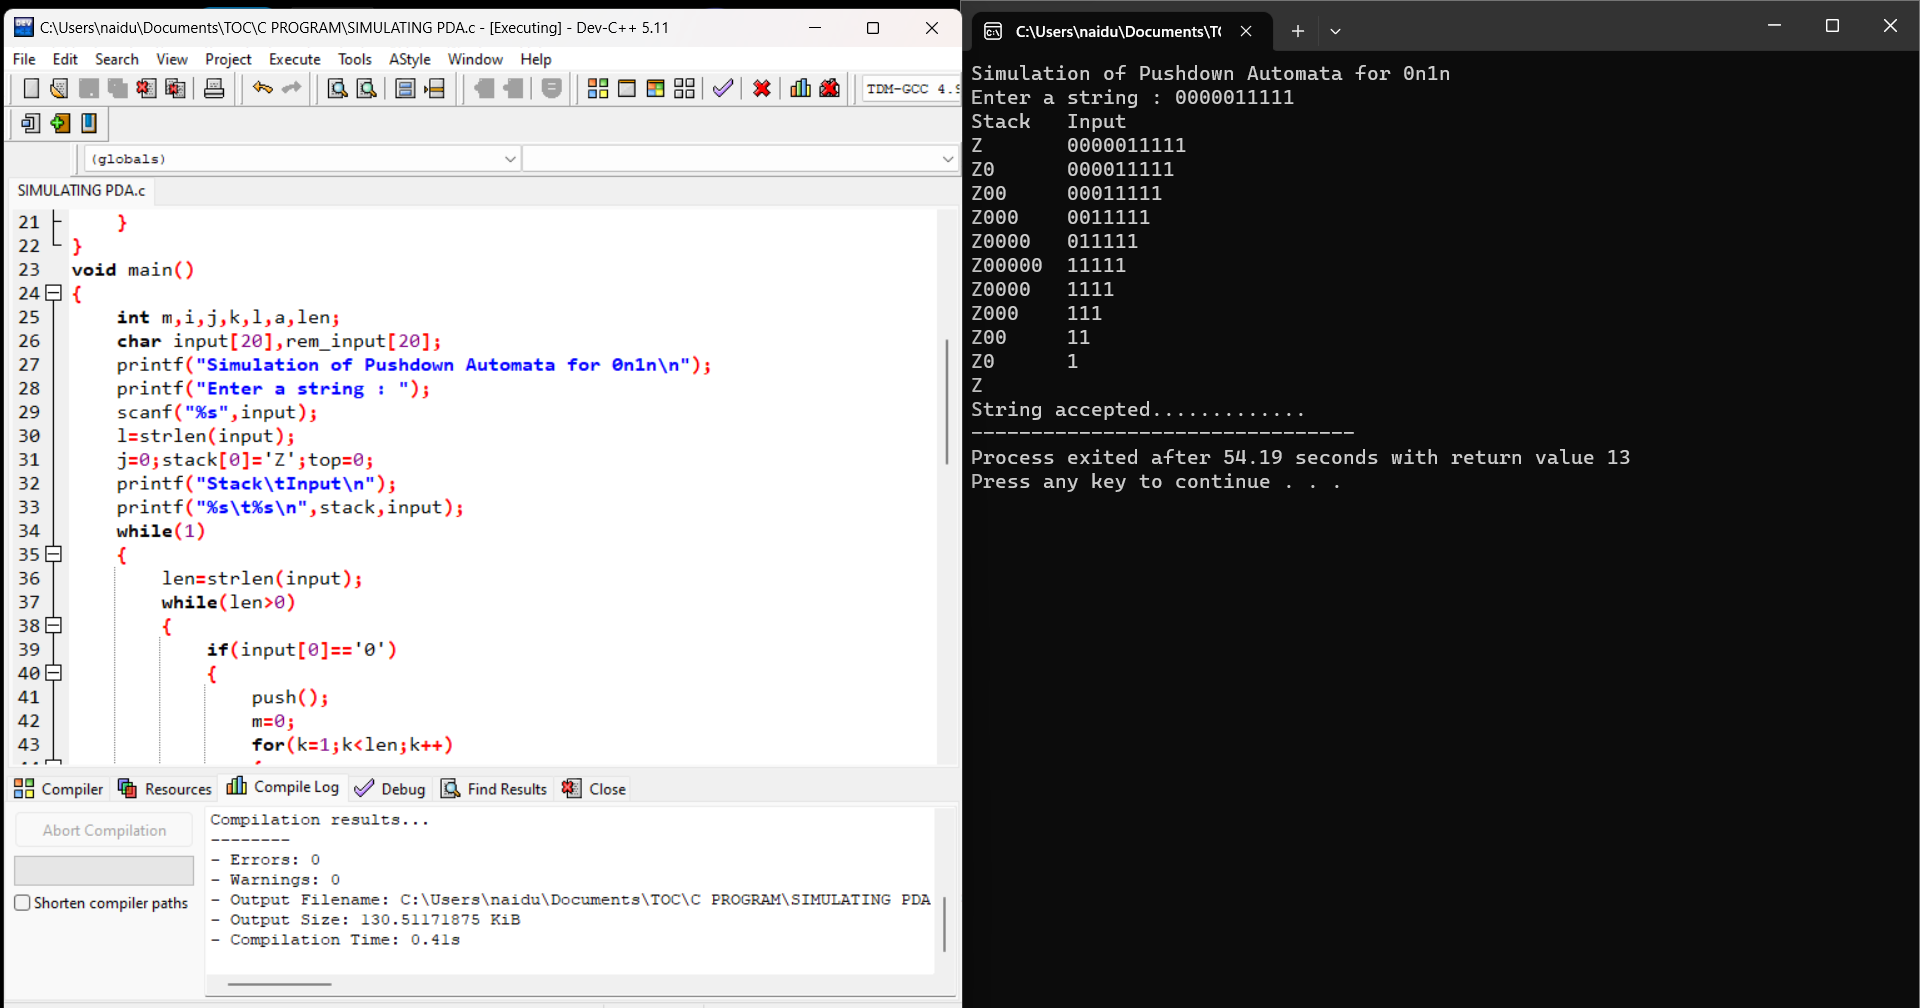 C:\Users\naidu\Documents\TOC\C PROGRAM\SIMULATING PDA.c - [Executing] - Dev-C++ 5.11
File Edit Search View Project Execute Tools AStyle Window Help
TDM-GCC 4.9
(globals)
SIMULATING PDA.c
21 }
22 }
23 void main()
24 {
25 int m,i,j,k,l,a,len;
26 char input[20],rem_input[20];
27 printf("Simulation of Pushdown Automata for 0n1n\n");
28 printf("Enter a string : ");
29 scanf("%s",input);
30 l=strlen(input);
31 j=0;stack[0]='Z';top=0;
32 printf("Stack\tInput\n");
33 printf("%s\t%s\n",stack,input);
34 while(1)
35 {
36 len=strlen(input);
37 while(len>0)
38 {
39 if(input[0]=='0')
40 {
41 push();
42 m=0;
43 for(k=1;k<len;k++)
Compiler Resources Compile Log Debug Find Results Close
Abort Compilation
Shorten compiler paths
Compilation results...
--------
- Errors: 0
- Warnings: 0
- Output Filename: C:\Users\naidu\Documents\TOC\C PROGRAM\SIMULATING PDA
- Output Size: 130.51171875 KiB
- Compilation Time: 0.41s
C:\Users\naidu\Documents\T
Simulation of Pushdown Automata for 0n1n
Enter a string : 0000011111
Stack Input
Z 0000011111
Z0 000011111
Z00 00011111
Z000 0011111
Z0000 011111
Z00000 11111
Z0000 1111
Z000 111
Z00 11
Z0 1
Z
String accepted.............
--------------------------------
Process exited after 54.19 seconds with return value 13
Press any key to continue . . .